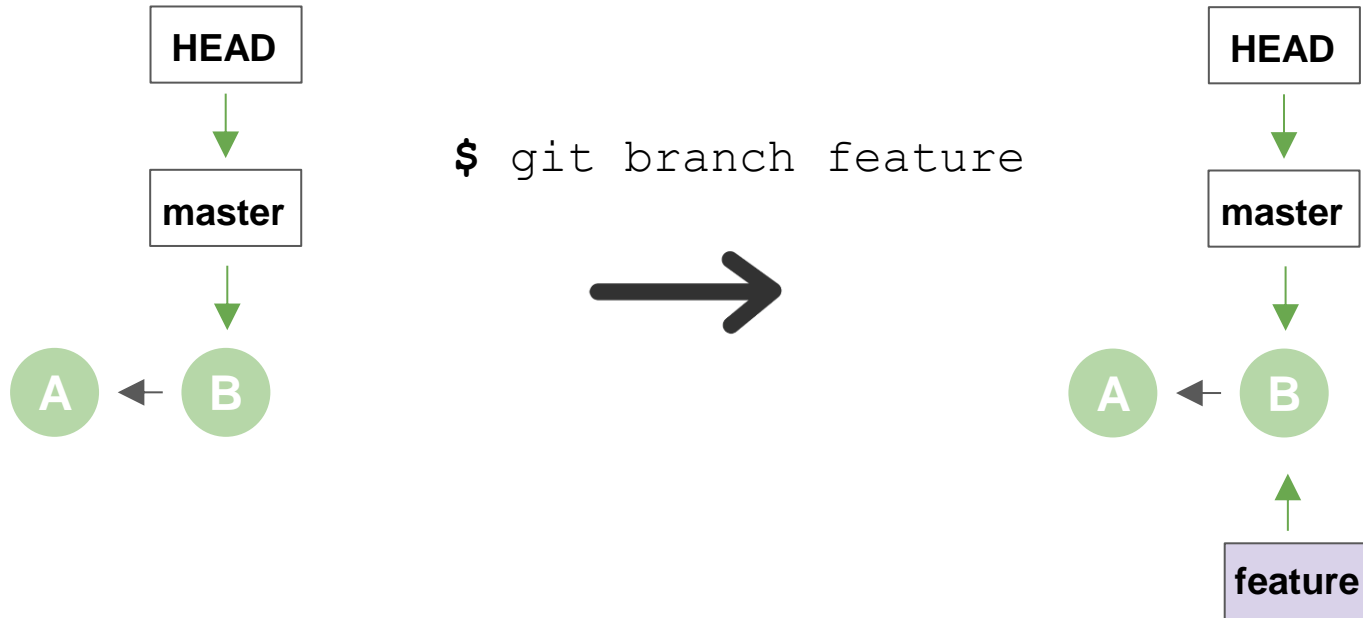 HEAD
master
A
B
$ git branch feature
HEAD
master
A
B
feature